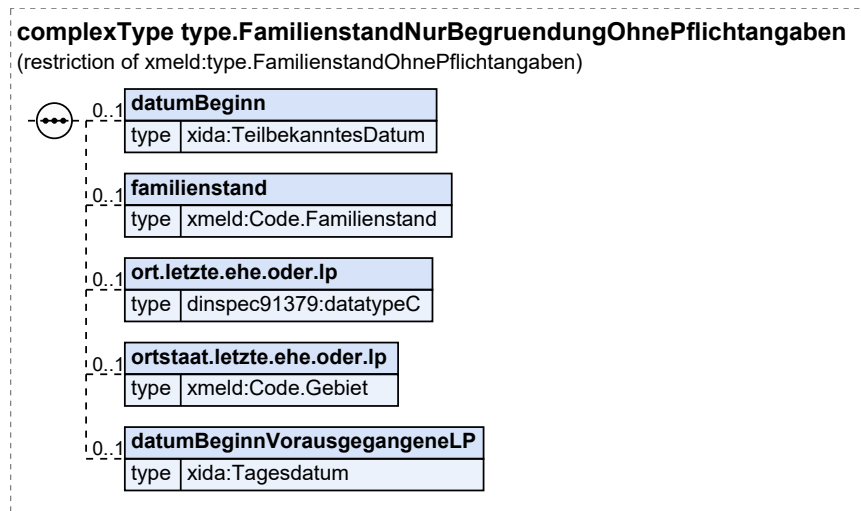 complexType type.FamilienstandNurBegruendungOhnePflichtangaben
(restriction of xmeld:type.FamilienstandOhnePflichtangaben)
0..1 datumBeginn
type xida:TeilbekanntesDatum
0..1 familienstand
type xmeld:Code.Familienstand
0..1 ort.letzte.ehe.oder.lp
type dinspec91379:datatypeC
0..1 ortstaat.letzte.ehe.oder.lp
type xmeld:Code.Gebiet
0..1 datumBeginnVorausgegangeneLP
type xida:Tagesdatum